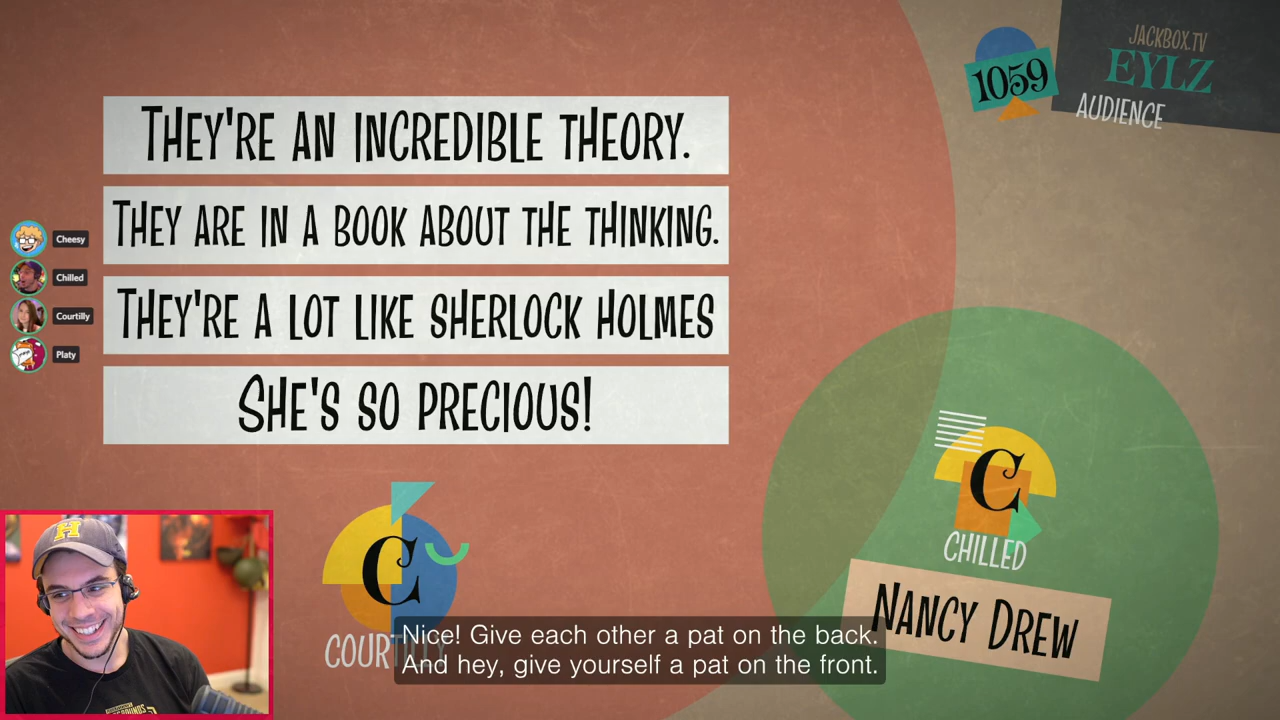 JACKBOX.TV
EYLZ
1059
AUDIENCE
THEY'RE AN INCREDIBLE THEORY.
THEY ARE IN A BOOK ABOUT THE THINKING.
THEY'RE A LOT LIKE SHERLOCK HOLMES
SHE'S SO PRECIOUS!
Cheesy
Chilled
Courtilly
Platy
H
C
C
CHILLED
NANCY DREW
Nice! Give each other a pat on the back.
And hey, give yourself a pat on the front.